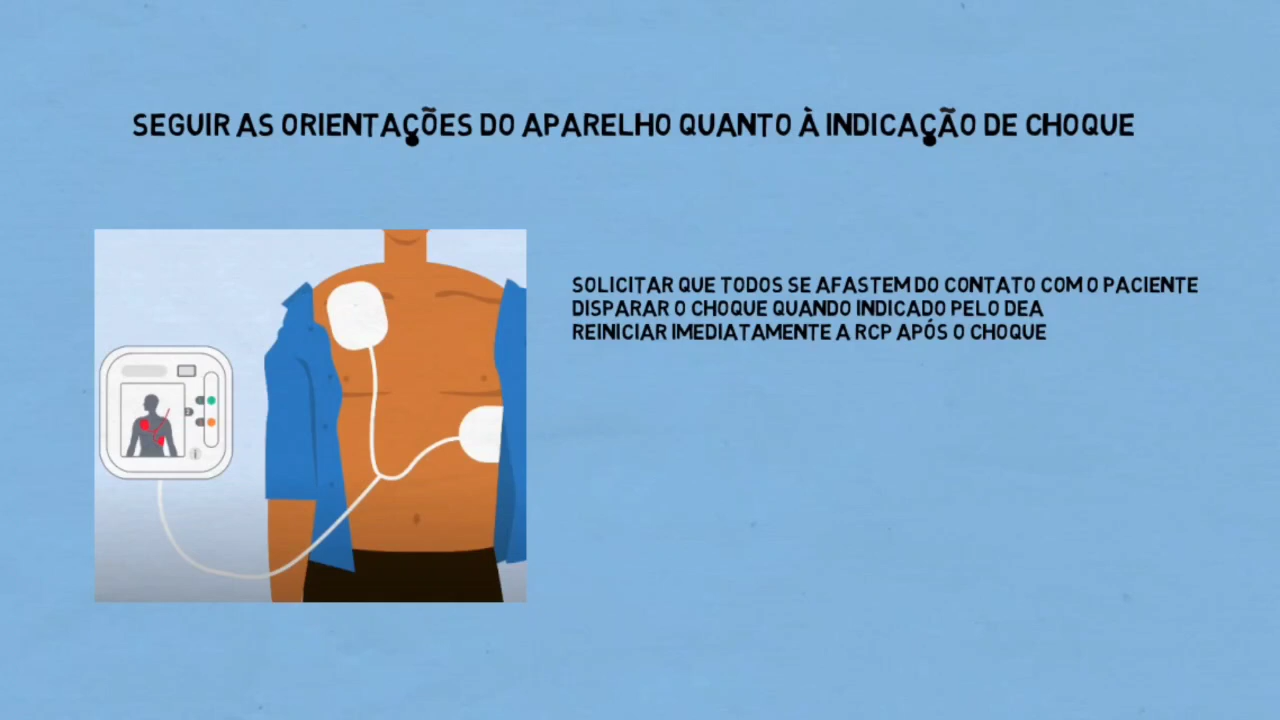 SEGUIR AS ORIENTAÇÕES DO APARELHO QUANTO À INDICAÇÃO DE CHOQUE
SOLICITAR QUE TODOS SE AFASTEM DO CONTATO COM O PACIENTE
DISPARAR O CHOQUE QUANDO INDICADO PELO DEA
REINICIAR IMEDIATAMENTE A RCP APÓS O CHOQUE